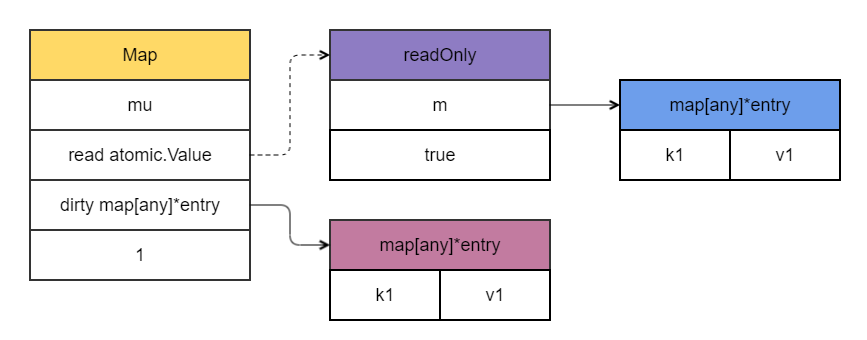 Map
mu
read atomic.Value
dirty map[any]*entry
1
readOnly
m
true
map[any]*entry
k1 v1
map[any]*entry
k1 v1